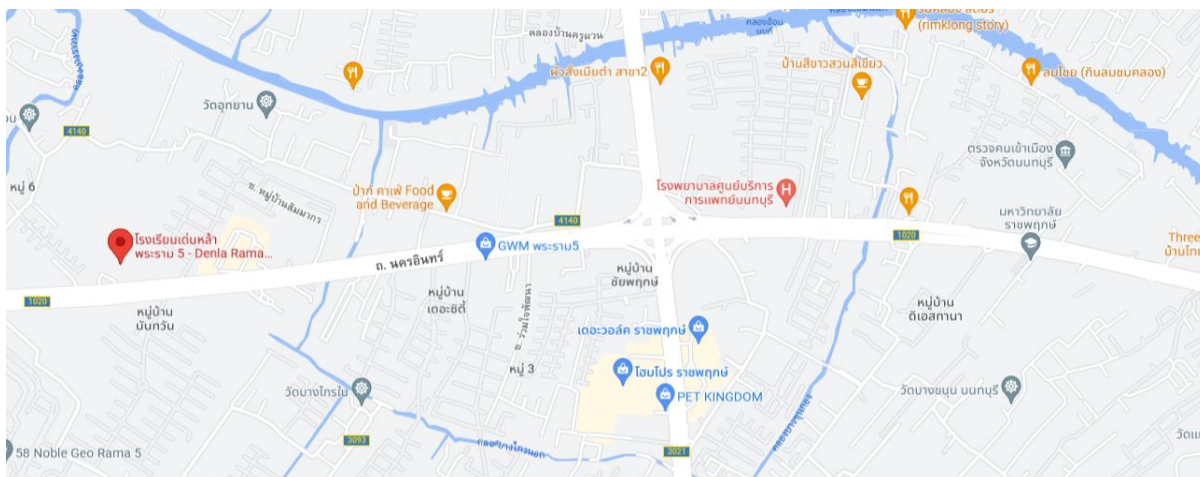 (rimklong story)
คลองบ้านครูผวน
คลองอ้อม
นนท์
ผัวสั่งเมียตำ สาขา2
บ้านสีขาวสวนสีเขียว
ลมโชย (กินลมชมคลอง)
วัดอุทยาน
4140
ตรวจคนเข้าเมือง
จังหวัดนนทบุรี
หมู่ 6
ซ. หมู่บ้านสัมมากร
ป่าก์ คาเฟ่ Food
and Beverage
โรงพยาบาลศูนย์บริการ
การแพทย์นนทบุรี
มหาวิทยาลัย
ราชพฤกษ์
4140
1020
โรงเรียนเด่นหล้า
พระราม 5 - Denla Rama...
GWM พระราม5
Three
ถ. นครอินทร์
หมู่บ้าน
ชัยพฤกษ์
1020
หมู่บ้าน
นันทวัน
หมู่บ้าน
เดอะซิตี้
ซ. ร่วมใจพัฒนา
หมู่บ้าน
ดิเอสกานา
เดอะวอล์ค ราชพฤกษ์
หมู่ 3
โฮมโปร ราชพฤกษ์
วัดบางไกรใน
PET KINGDOM
วัดบางขนุน นนทบุรี
3093
คลองบางไกรนอก
3021
58 Noble Geo Rama 5